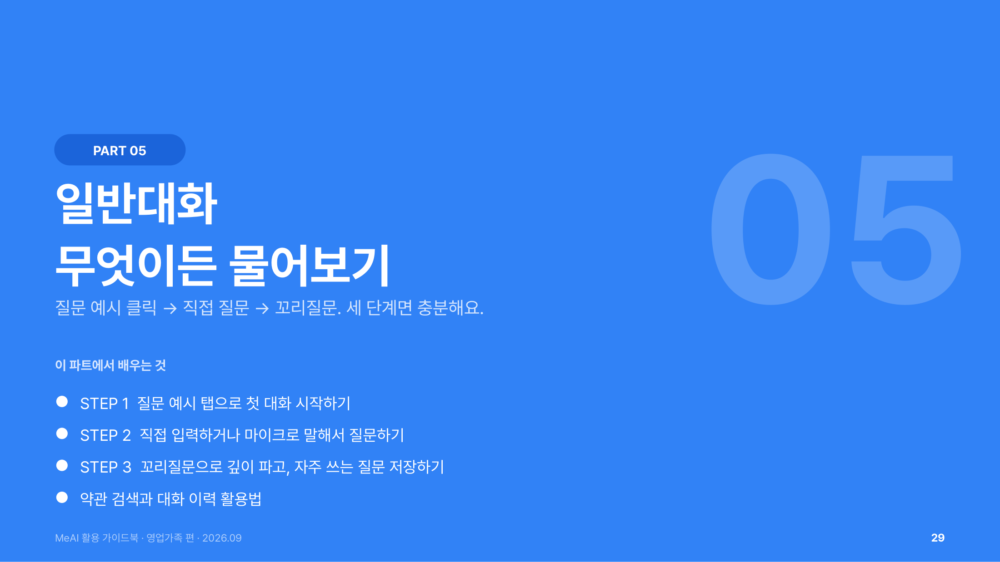 PART 05
일반대화
무엇이든 물어보기
05
질문 예시 클릭 → 직접 질문 → 꼬리질문. 세 단계면 충분해요.
이 파트에서 배우는 것
● STEP 1 질문 예시 탭으로 첫 대화 시작하기
● STEP 2 직접 입력하거나 마이크로 말해서 질문하기
● STEP 3 꼬리질문으로 깊이 파고, 자주 쓰는 질문 저장하기
● 약관 검색과 대화 이력 활용법
MeAI 활용 가이드북 · 영업가족 편 · 2026.09
29